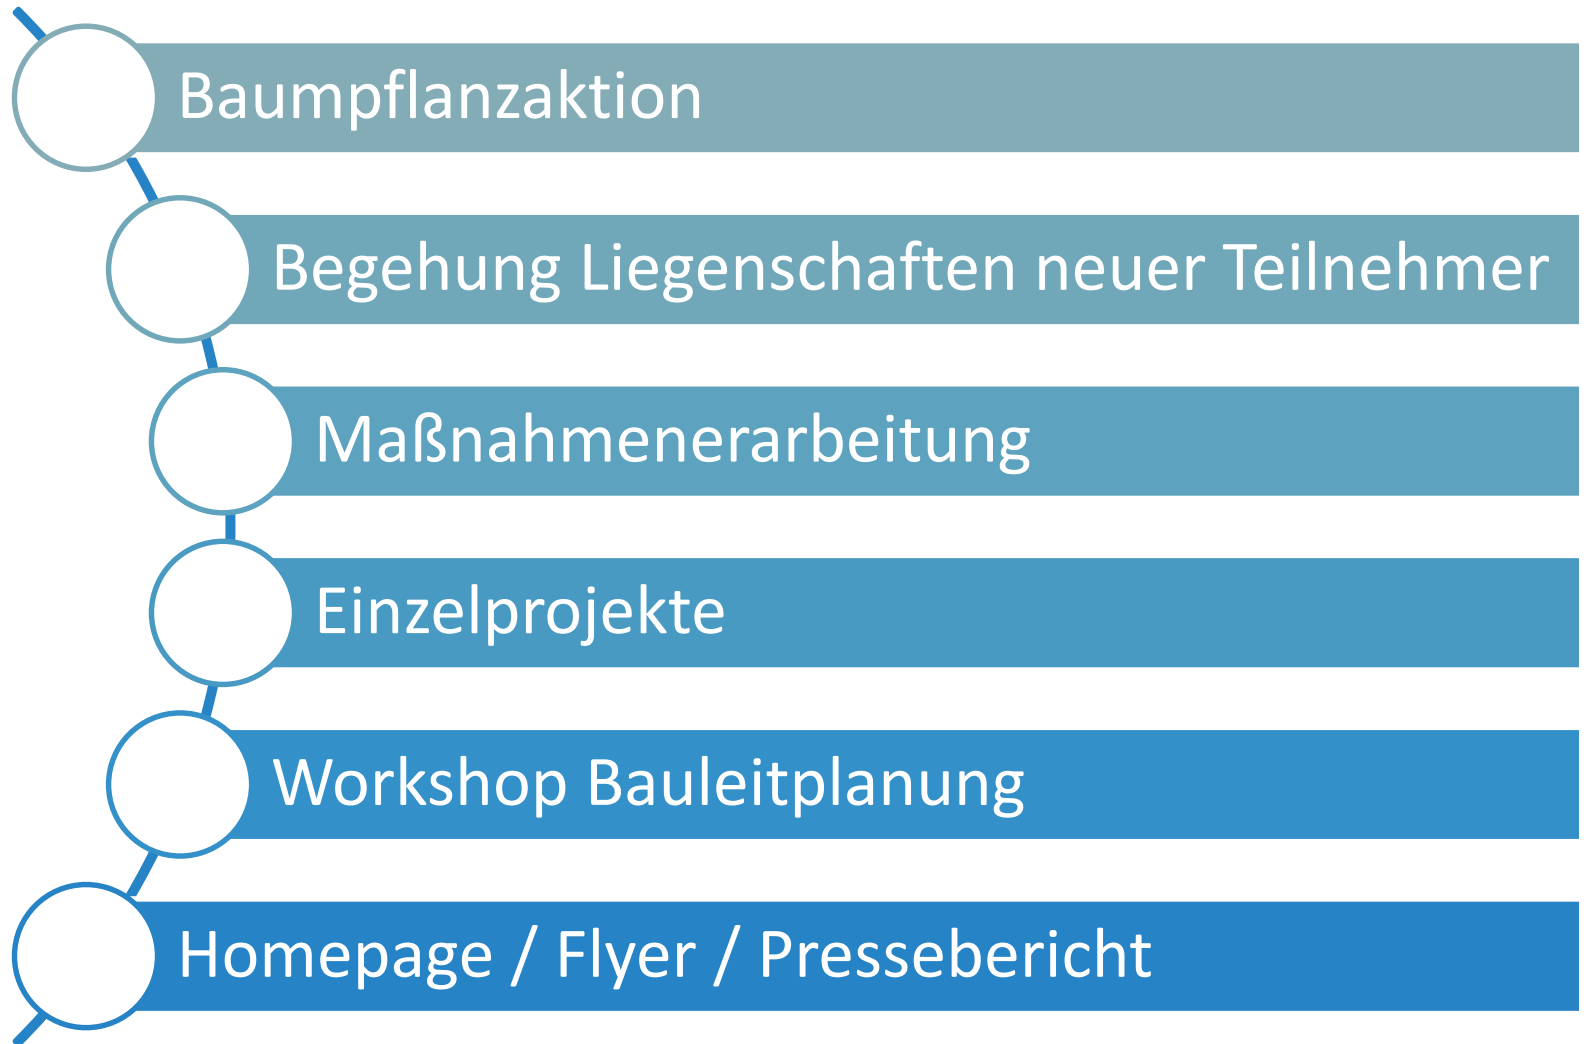 Baumpflanzaktion
Begehung Liegenschaften neuer Teilnehmer
Maßnahmenerarbeitung
Einzelprojekte
Workshop Bauleitplanung
Homepage / Flyer / Pressebericht